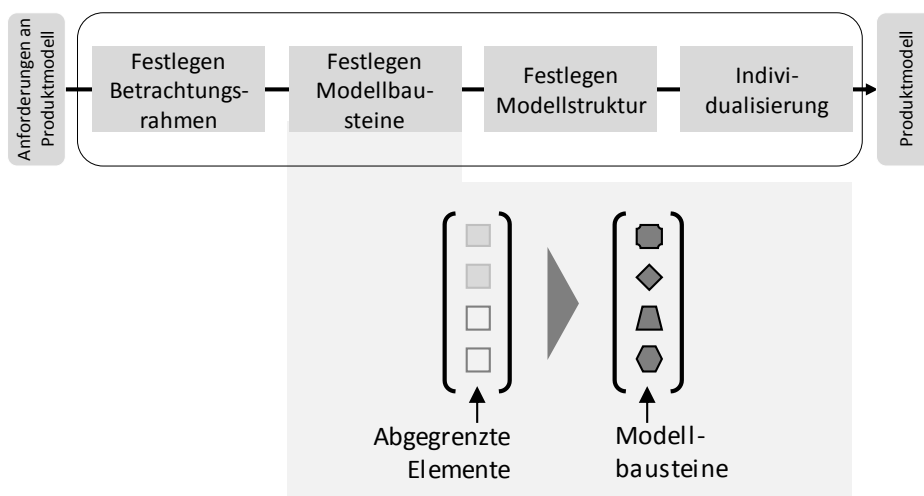 Anforderungen an
Produktmodell
Festlegen
Betrachtungs-
rahmen
Festlegen
Modellbau-
steine
Festlegen
Modellstruktur
Indivi-
dualisierung
Produktmodell
Abgegrenzte
Elemente
Modell-
bausteine